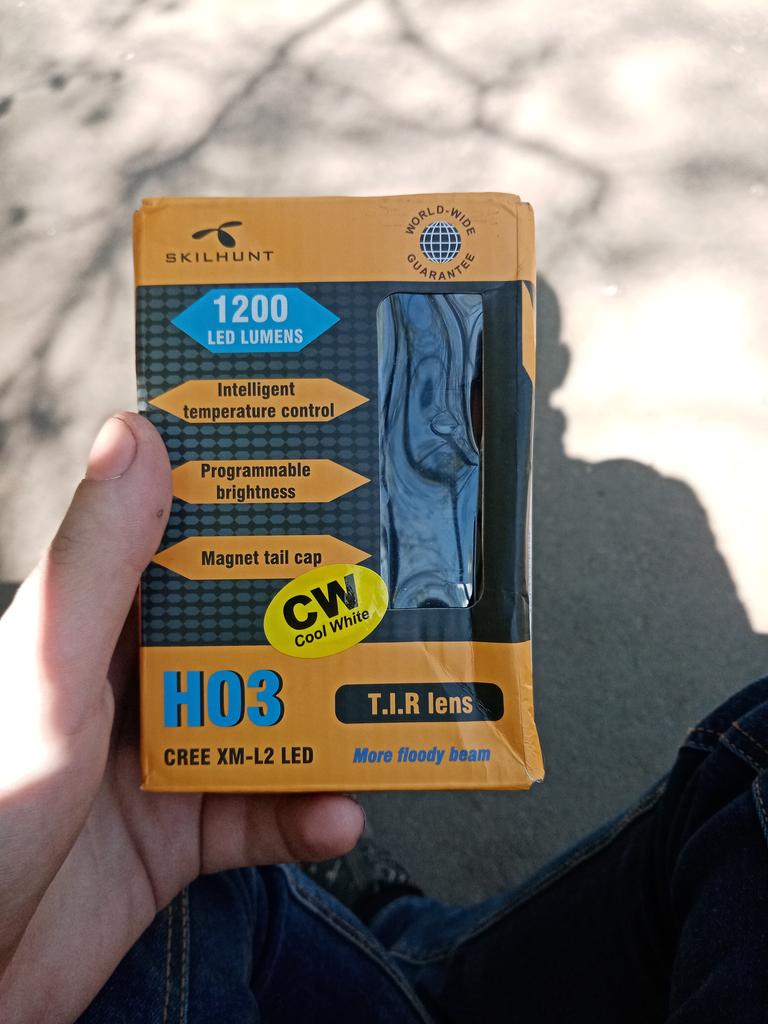 SKILHUNT
WORLD-WIDE
GUARANTEE
1200
LED LUMENS
Intelligent
temperature control
Programmable
brightness
Magnet tail cap
CW
Cool White
H03
T.I.R lens
CREE XM-L2 LED
More floody beam